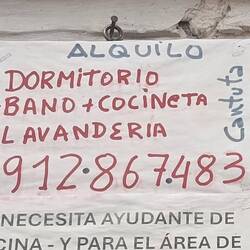 ALQUILO
DORMITORIO
BANO + COCINETA
LAVANDERIA
Cantuta
912·867·483
NECESITA AYUDANTE DE
CINA - Y PARA EL ÁREA DE